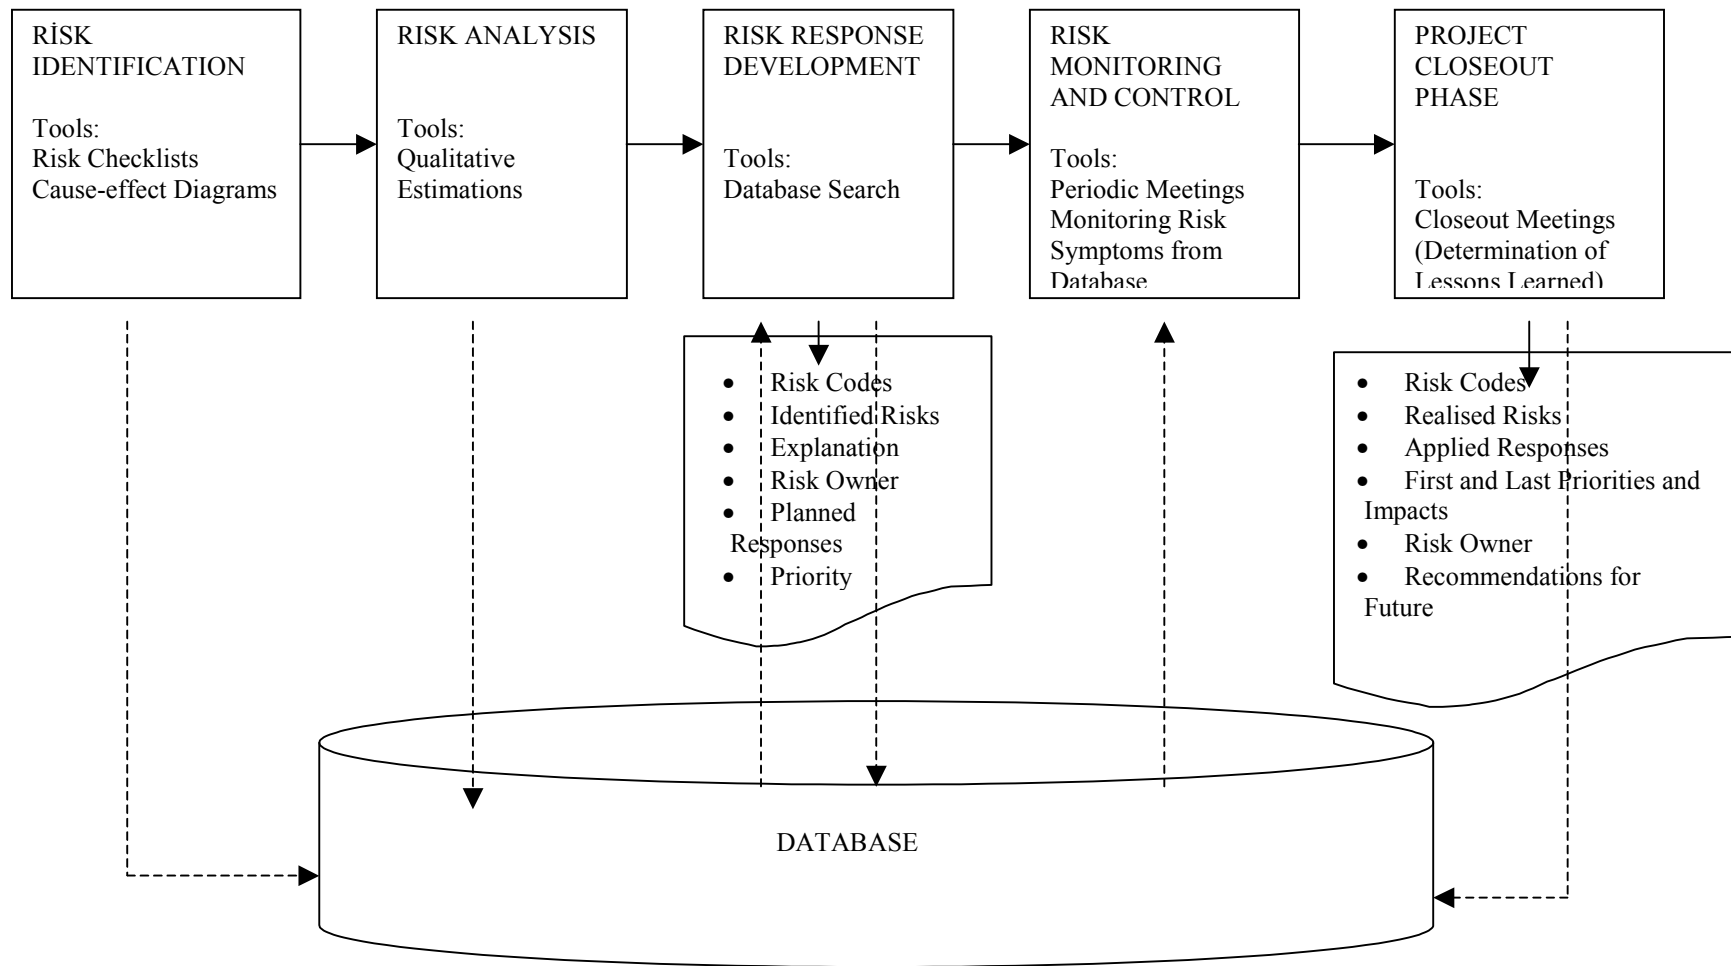 RİSK
IDENTIFICATION
Tools:
Risk Checklists
Cause-effect Diagrams
RISK ANALYSIS
Tools:
Qualitative
Estimations
RISK RESPONSE
DEVELOPMENT
Tools:
Database Search
RISK
MONITORING
AND CONTROL
Tools:
Periodic Meetings
Monitoring Risk
Symptoms from
Database
PROJECT
CLOSEOUT
PHASE
Tools:
Closeout Meetings
(Determination of
Lessons Learned)
• Risk Codes
• Identified Risks
• Explanation
• Risk Owner
• Planned
Responses
• Priority
• Risk Codes
• Realised Risks
• Applied Responses
• First and Last Priorities and
Impacts
• Risk Owner
• Recommendations for
Future
DATABASE